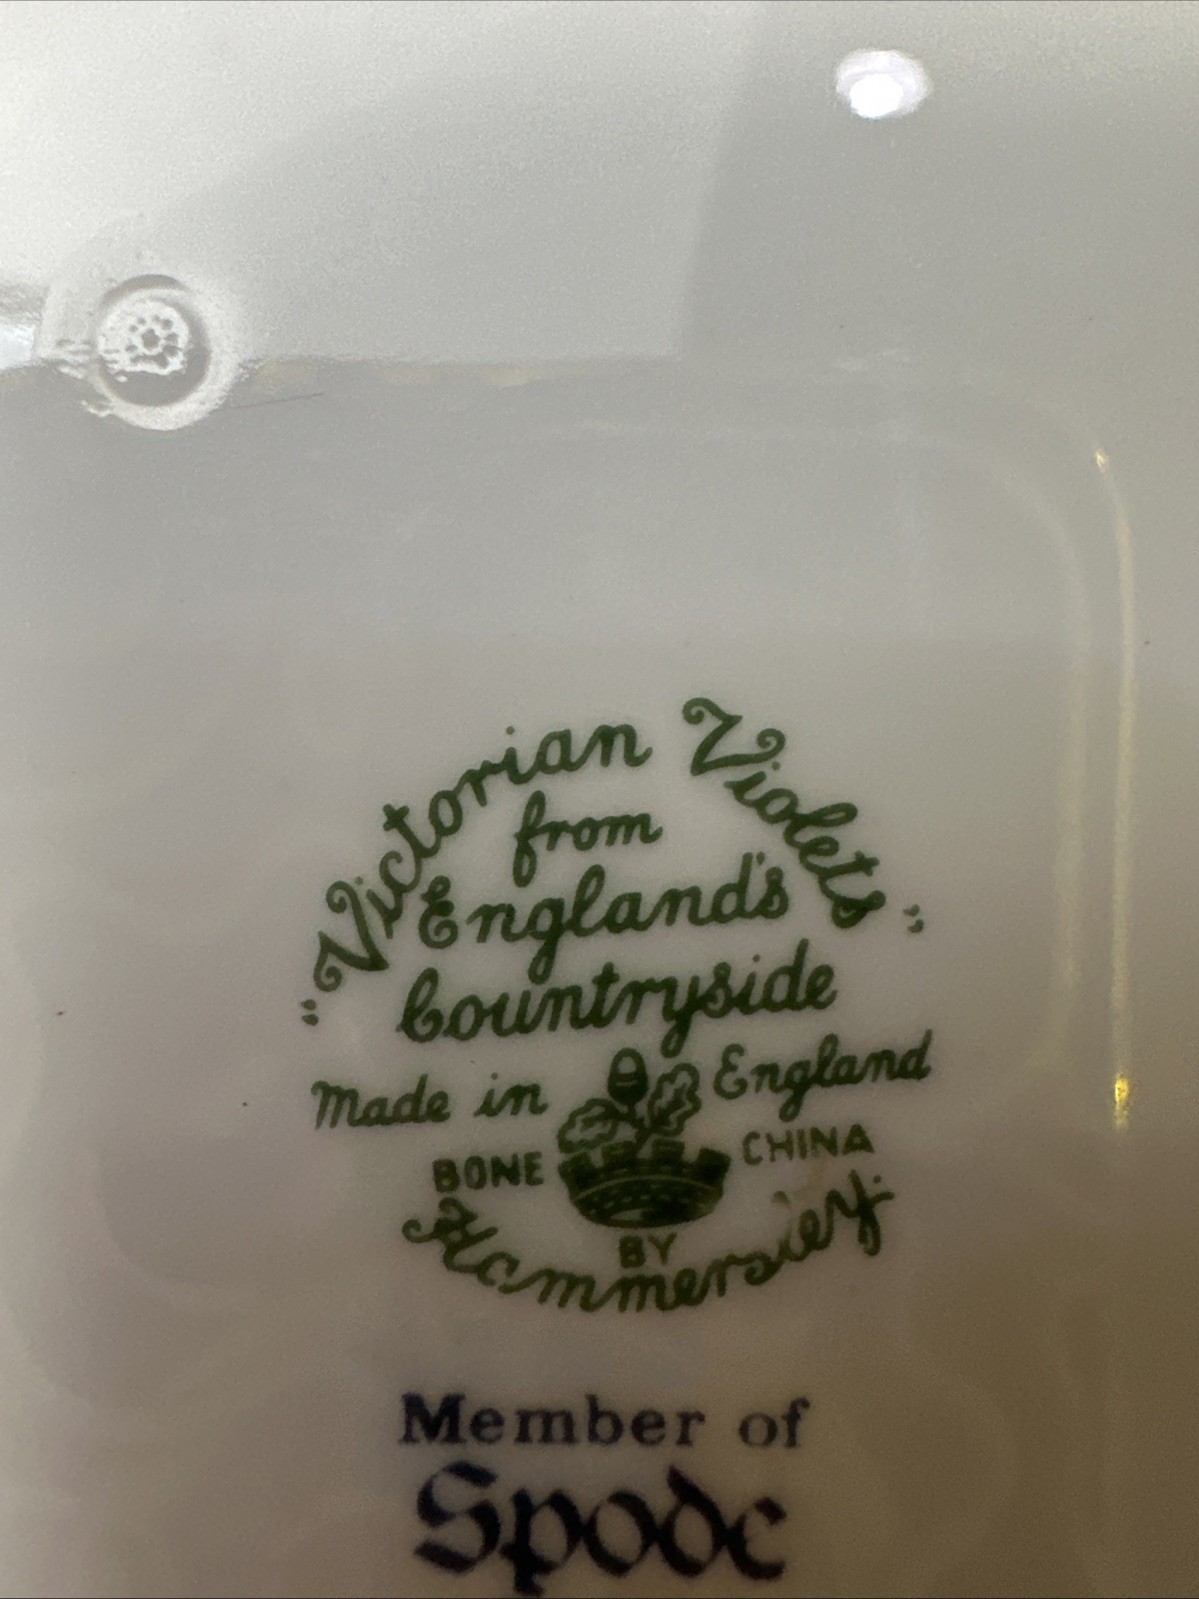 "Victorian Violets"
from
England's
Countryside
Made in England
BONE CHINA
BY
Hammersley.
Member of
Spode